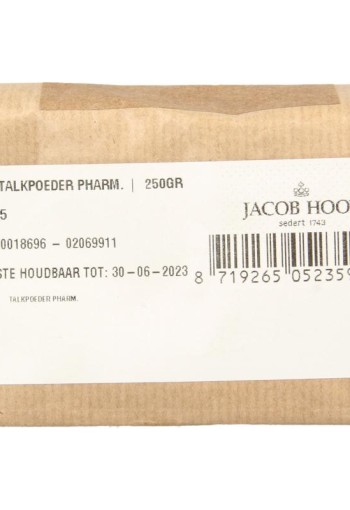 TALKPOEDER PHARM. | 250GR
5
JACOB HOO
sedert 1743
0018696 – 02069911
STE HOUDBAAR TOT: 30-06-2023
8 719265 052359
TALKPOEDER PHARM.